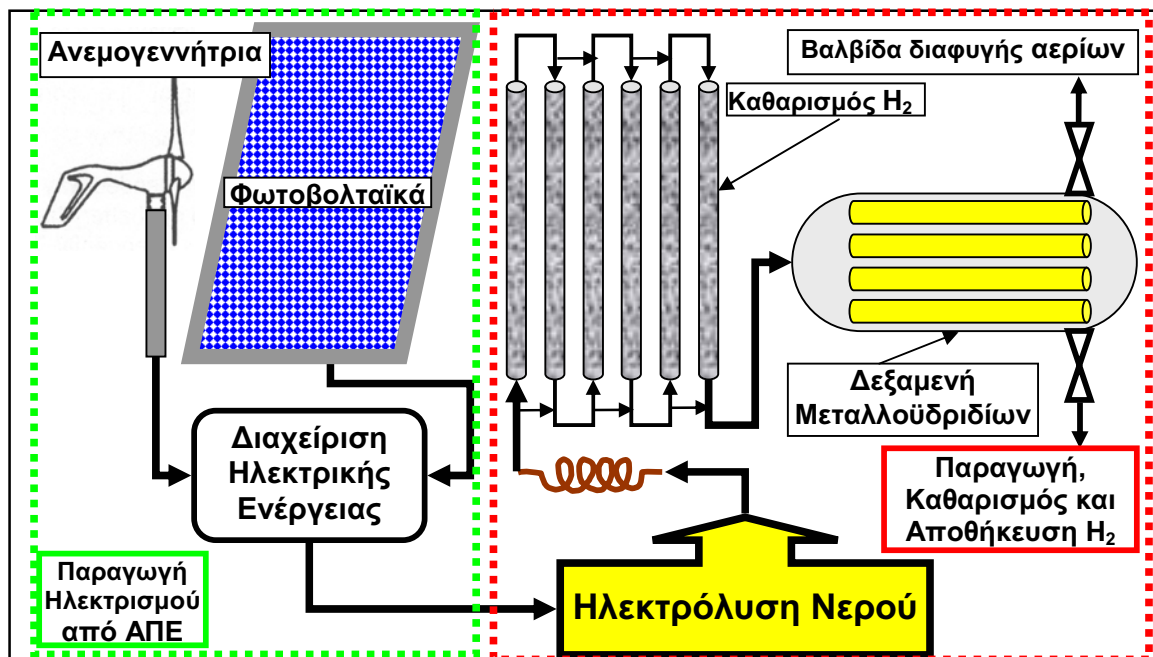 Ανεμογεννήτρια
Φωτοβολταϊκά
Διαχείριση
Ηλεκτρικής
Ενέργειας
Παραγωγή
Ηλεκτρισμού
από ΑΠΕ
Καθαρισμός H₂
Βαλβίδα διαφυγής αερίων
Δεξαμενή
Μεταλλοϋδριδίων
Παραγωγή,
Καθαρισμός και
Αποθήκευση H₂
Ηλεκτρόλυση Νερού